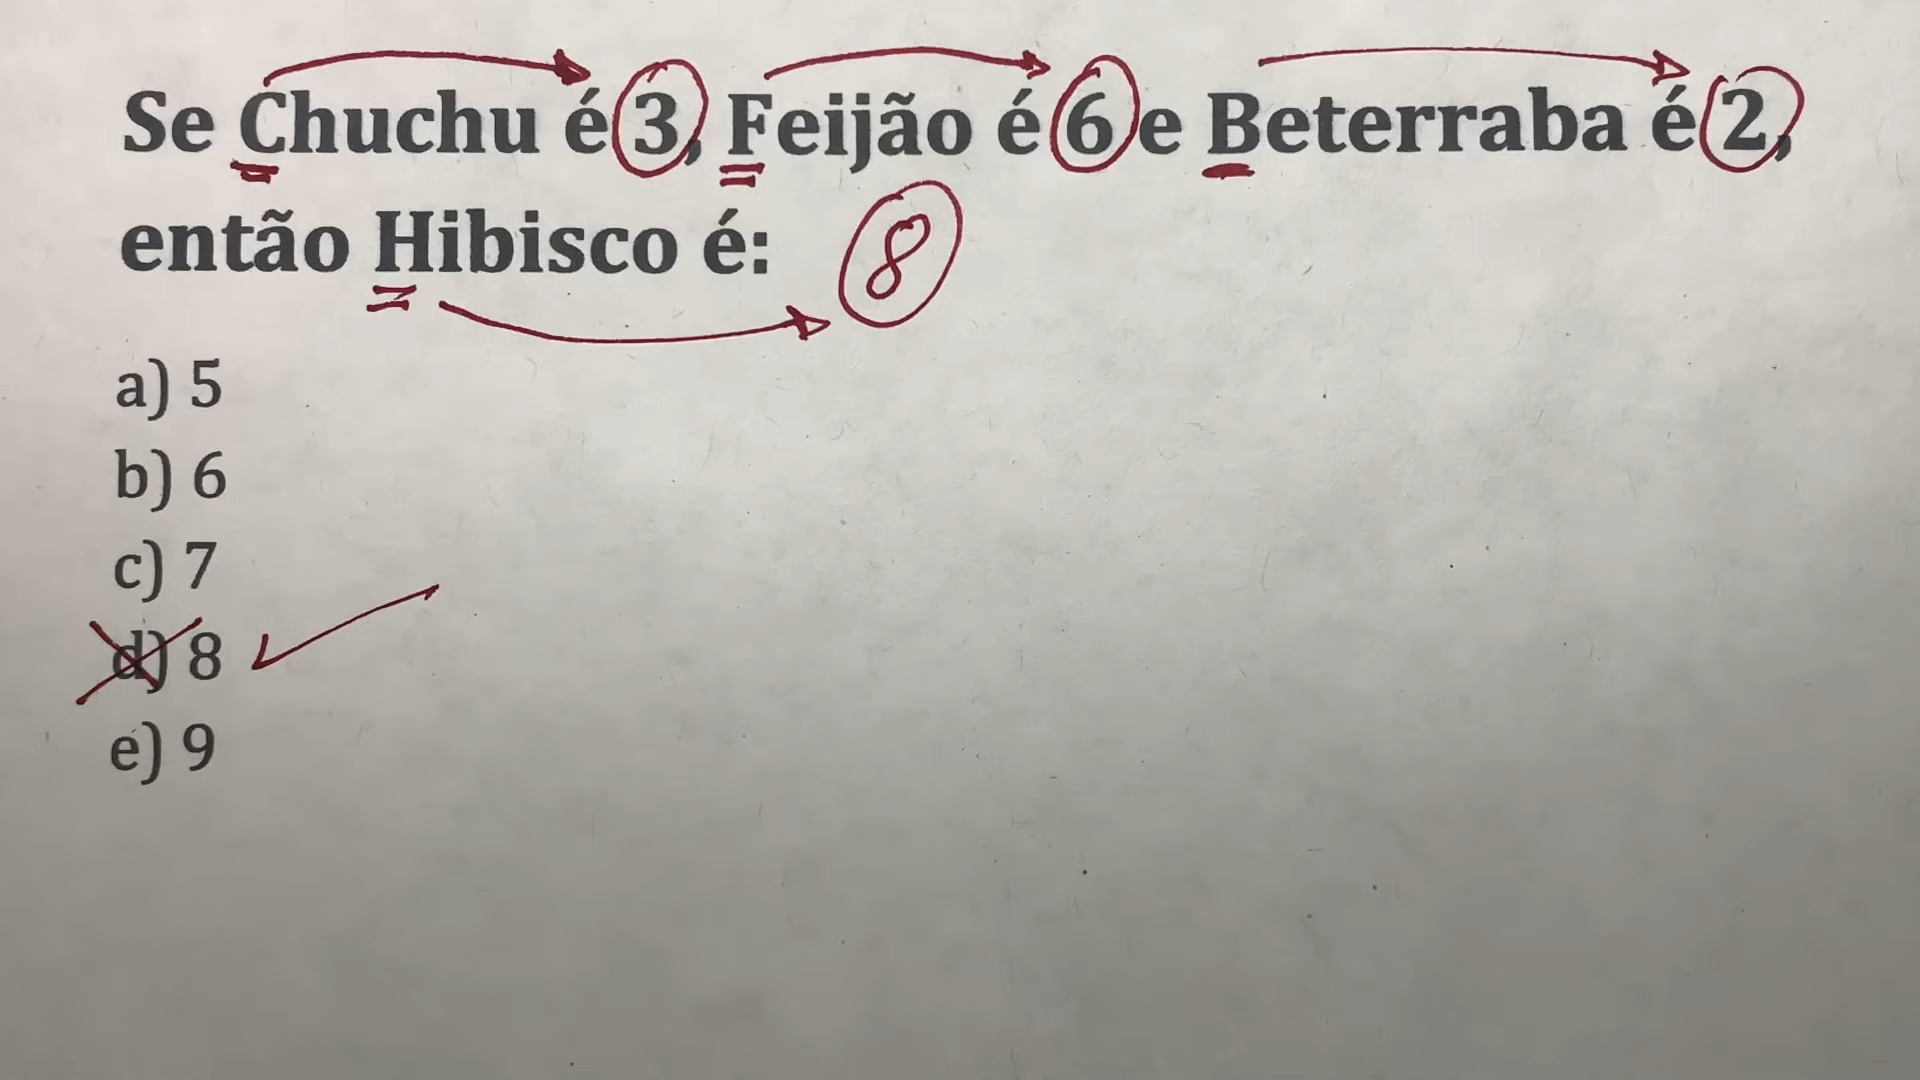 Se Chuchu é 3, Feijão é 6 e Beterraba é 2,
então Hibisco é: 8
a) 5
b) 6
c) 7
d) 8
e) 9